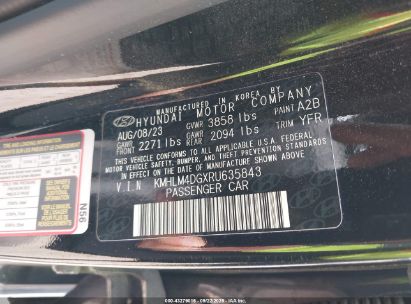 MANUFACTURED IN KOREA BY
HYUNDAI MOTOR COMPANY
AUG/08/23 GVWR 3858 lbs PAINT A2B
GAWR FRONT 2271 lbs GAWR REAR 2094 lbs TRIM YFR
THIS VEHICLE CONFORMS TO ALL APPLICABLE U.S. FEDERAL
MOTOR VEHICLE SAFETY, BUMPER, AND THEFT PREVENTION
STANDARDS IN EFFECT ON THE DATE OF MANUFACTURE SHOWN ABOVE.
V I N KMHLM4DGXRU635843
PASSENGER CAR
N56